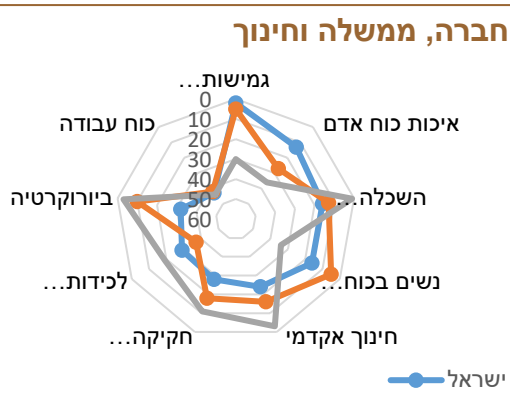 חברה, ממשלה וחינוך
גמישות...
איכות כוח אדם
השכלה...
נשים בכוח...
חינוך אקדמי
חקיקה...
לכידות...
ביורוקרטיה
כוח עבודה
0
10
20
30
40
50
60
ישראל